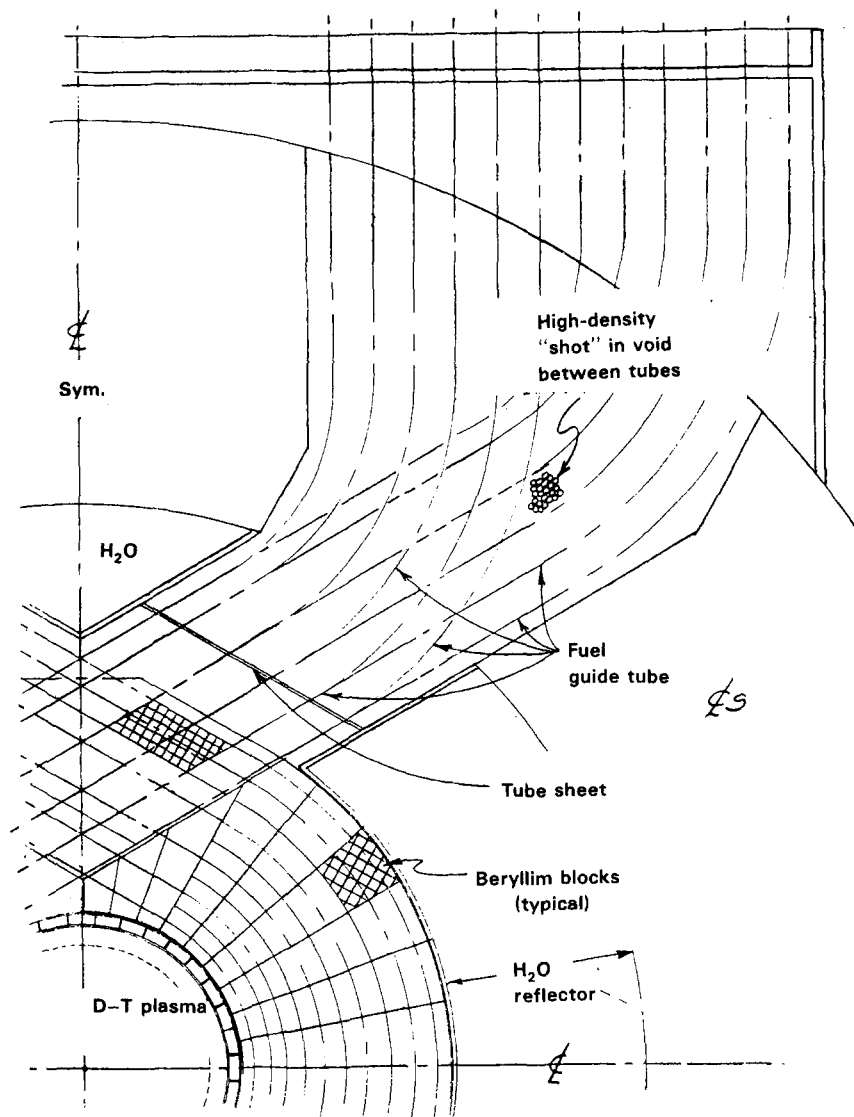 High-density
"shot" in void
between tubes
℄
Sym.
H₂O
Fuel
guide tube
℄s
Tube sheet
Beryllim blocks
(typical)
H₂O
reflector
D–T plasma
℄